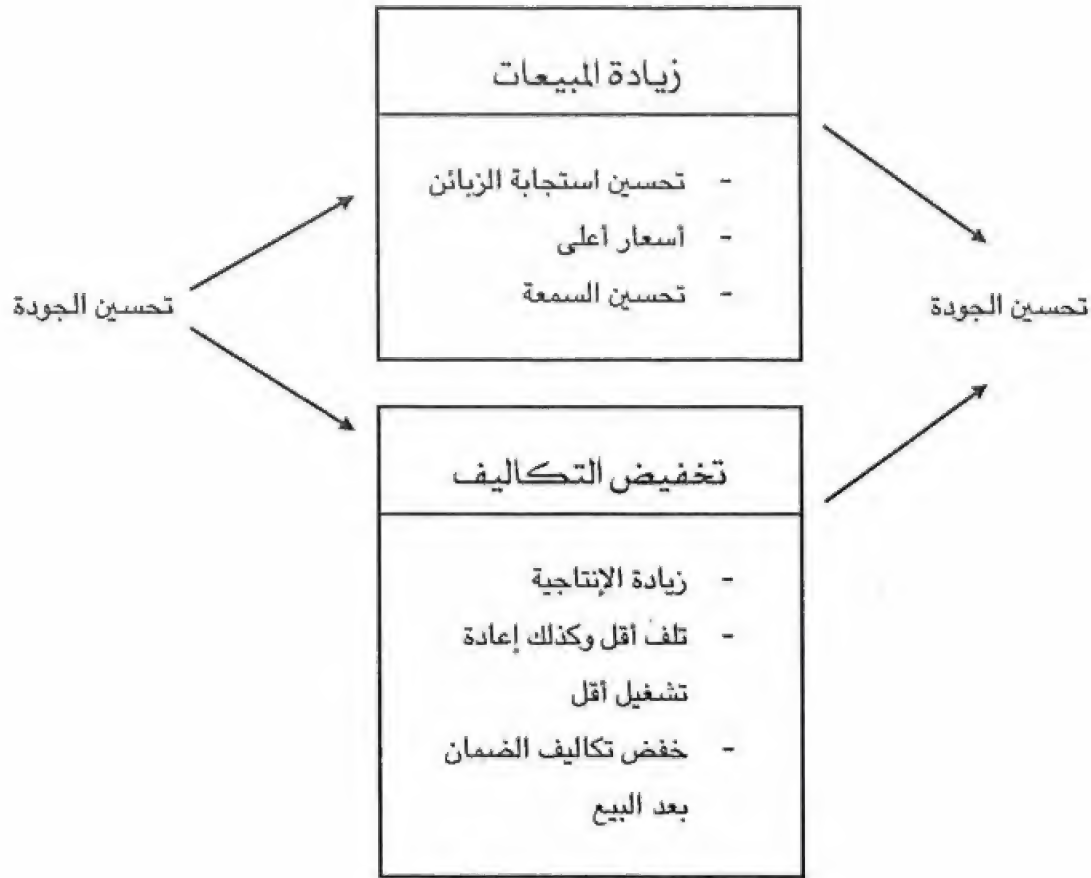 زيادة المبيعات
- تحسين استجابة الزبائن
- أسعار أعلى
- تحسين السمعة
تحسين الجودة
تحسين الجودة
تخفيض التكاليف
- زيادة الإنتاجية
- تلف أقل وكذلك إعادة
تشغيل أقل
- خفض تكاليف الضمان
بعد البيع